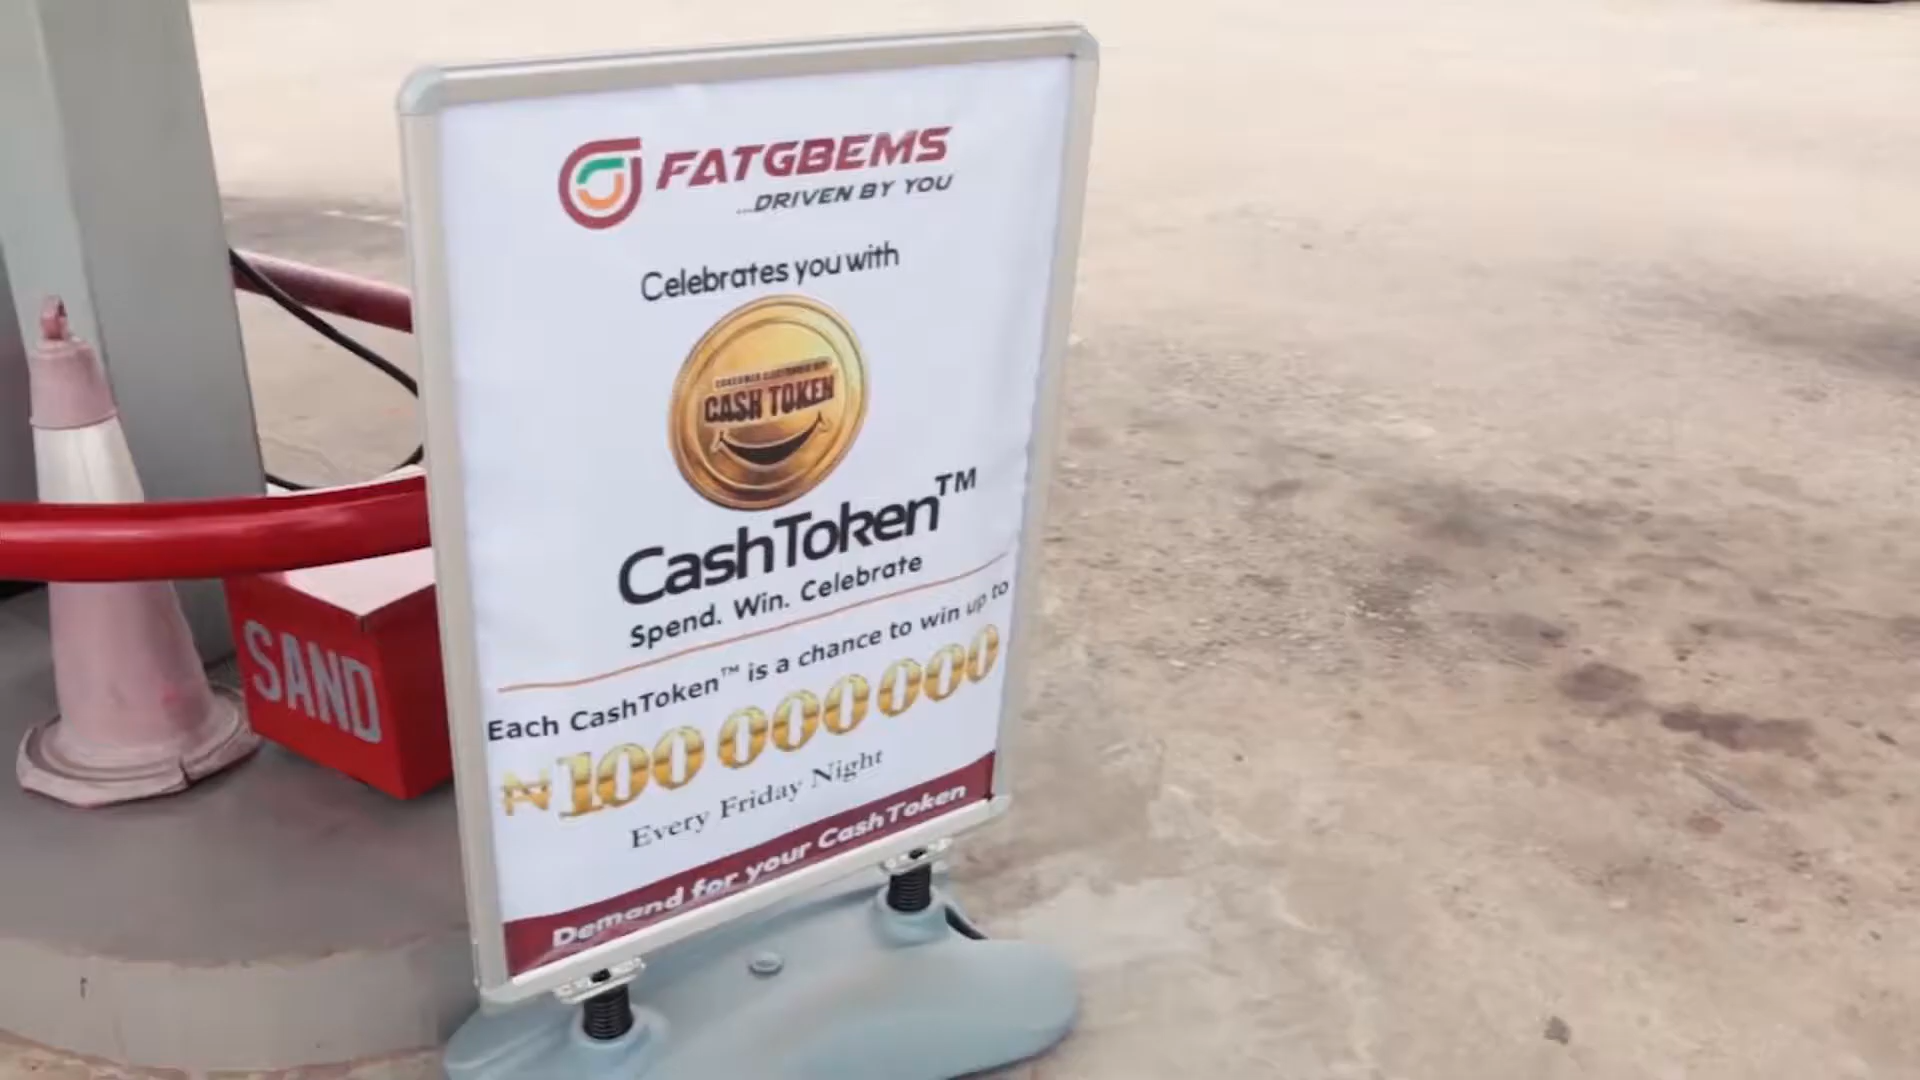 FATGBEMS
...DRIVEN BY YOU
Celebrates you with
CASH TOKEN
CashToken™
Spend. Win. Celebrate
Each CashToken™ is a chance to win up to
₦100 000 000
Every Friday Night
Demand for your CashToken
SAND